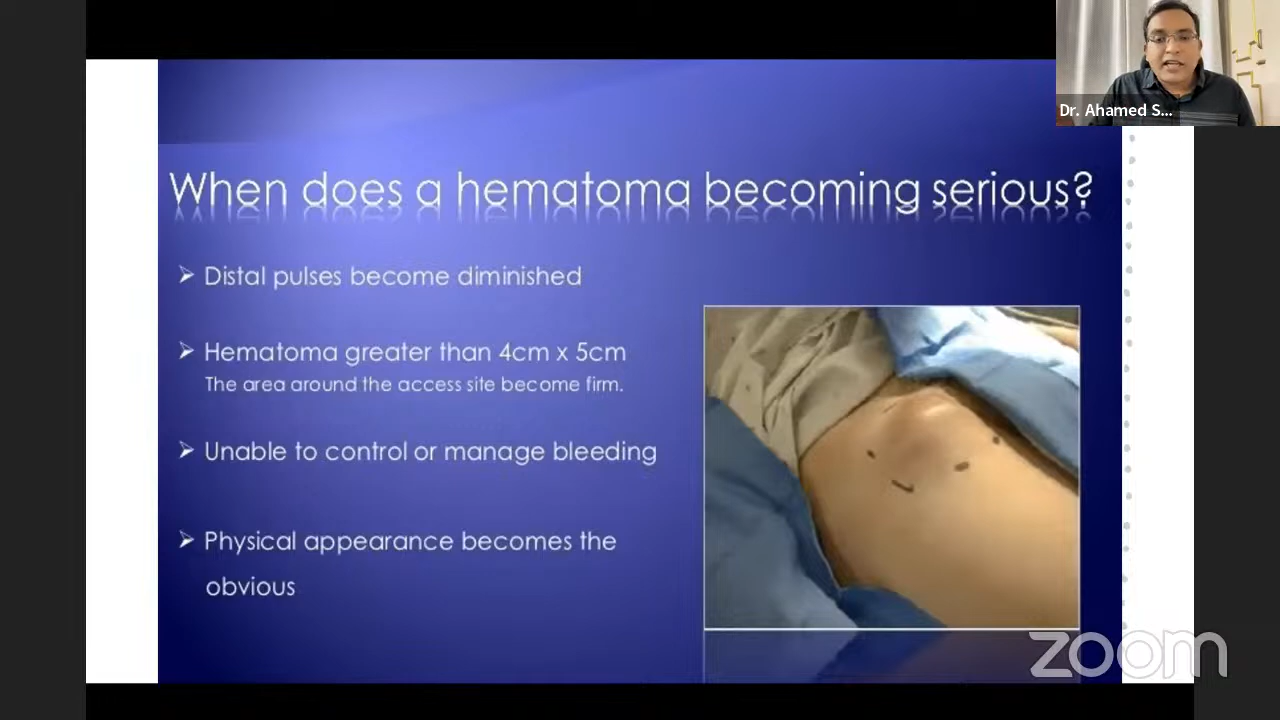 Dr. Ahamed S...
When does a hematoma becoming serious?
➢ Distal pulses become diminished
➢ Hematoma greater than 4cm x 5cm
The area around the access site become firm.
➢ Unable to control or manage bleeding
➢ Physical appearance becomes the
obvious
zoom